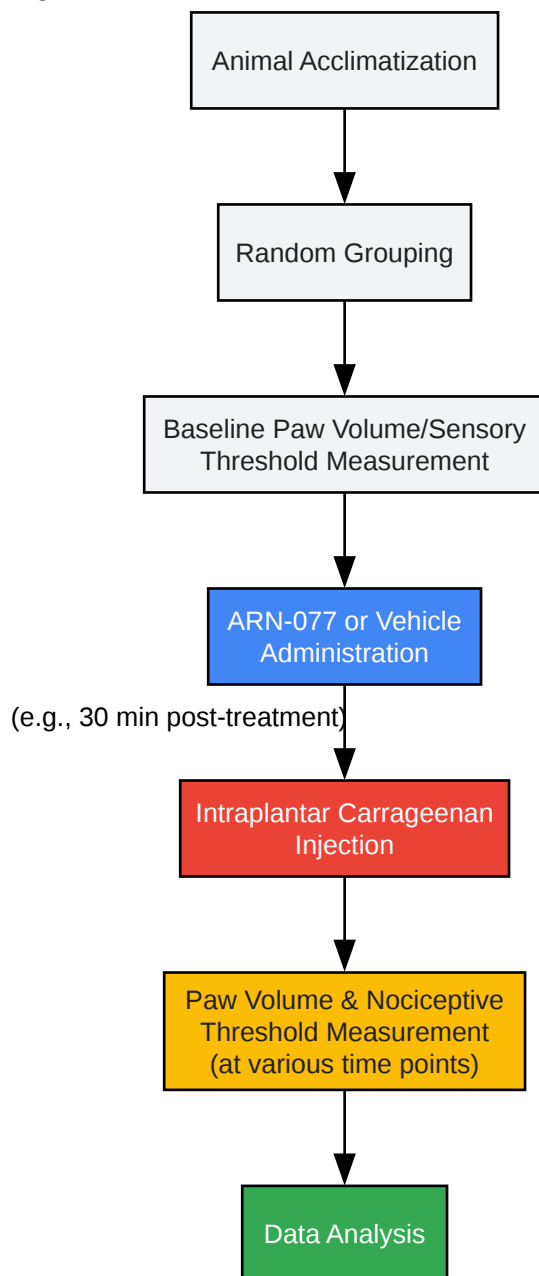 Animal Acclimatization
Random Grouping
Baseline Paw Volume/Sensory
Threshold Measurement
ARN-077 or Vehicle
Administration
(e.g., 30 min post-treatment)
Intraplantar Carrageenan
Injection
Paw Volume & Nociceptive
Threshold Measurement
(at various time points)
Data Analysis